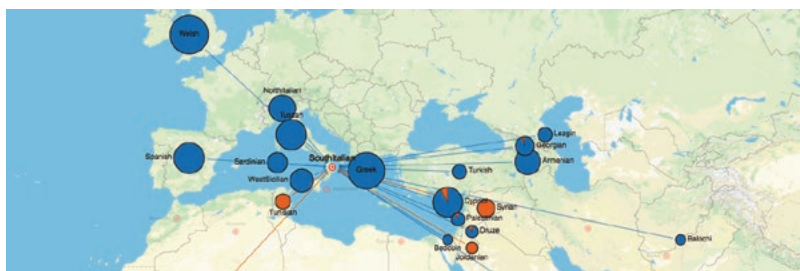 Welsh
Northitalian
Tuscan
Spanish
Sardinian
Southitalian
WestSicilian
Greek
Tunisian
Lezgin
Georgian
Armenian
Turkish
Cypriot
Syrian
Palestinian
Druze
Bedouin
Jordanian
Balochi